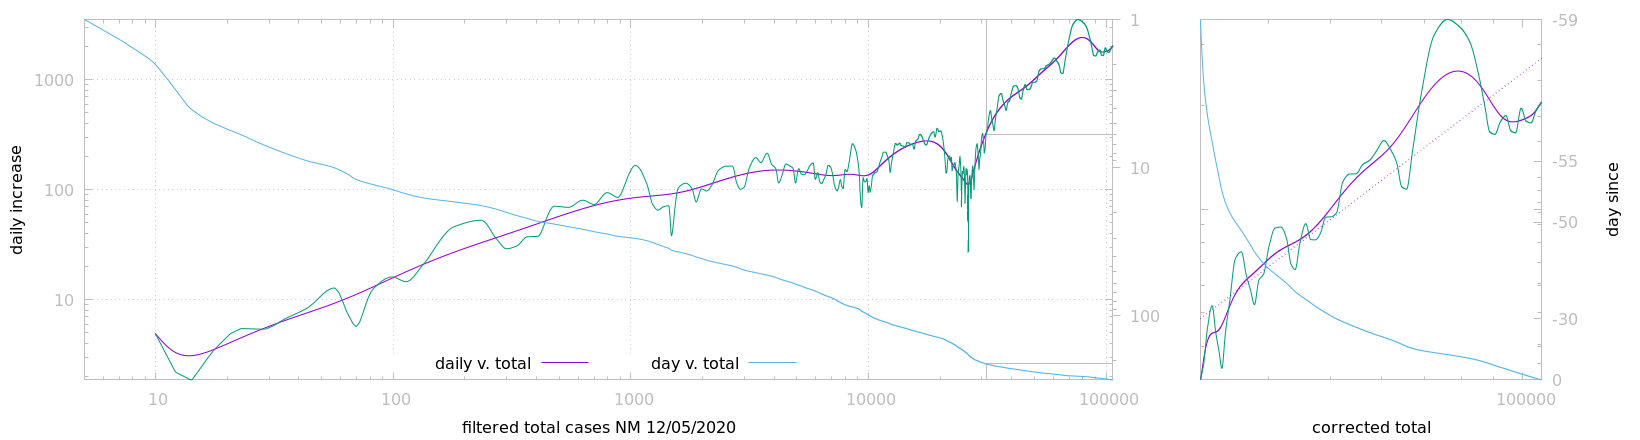 daily increase
1000
100
10
1
10
100
daily v. total
day v. total
10
100
1000
10000
100000
filtered total cases NM 12/05/2020
-59
-55
-50
-30
0
day since
100000
corrected total